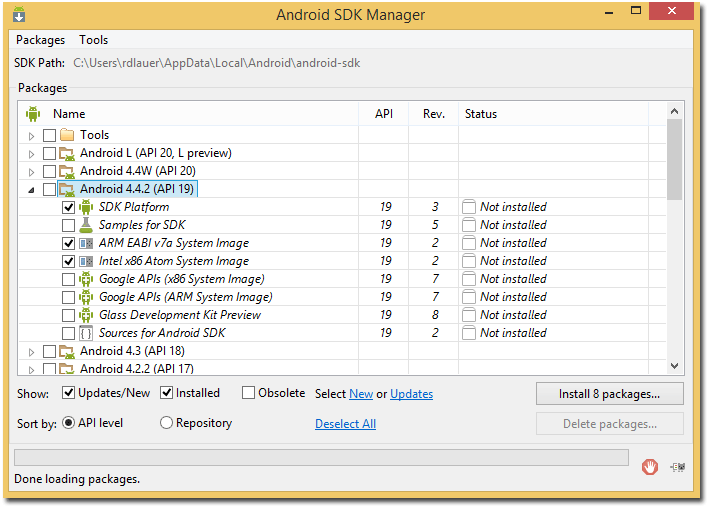 Android SDK Manager
Packages Tools
SDK Path: C:\Users\rdlauer\AppData\Local\Android\android-sdk
Packages
Name API Rev. Status
Tools
Android L (API 20, L preview)
Android 4.4W (API 20)
Android 4.4.2 (API 19)
SDK Platform 19 3 Not installed
Samples for SDK 19 5 Not installed
ARM EABI v7a System Image 19 2 Not installed
Intel x86 Atom System Image 19 2 Not installed
Google APIs (x86 System Image) 19 7 Not installed
Google APIs (ARM System Image) 19 7 Not installed
Glass Development Kit Preview 19 8 Not installed
Sources for Android SDK 19 2 Not installed
Android 4.3 (API 18)
Android 4.2.2 (API 17)
Show: Updates/New Installed Obsolete Select New or Updates Install 8 packages...
Sort by: API level Repository Deselect All Delete packages...
Done loading packages.